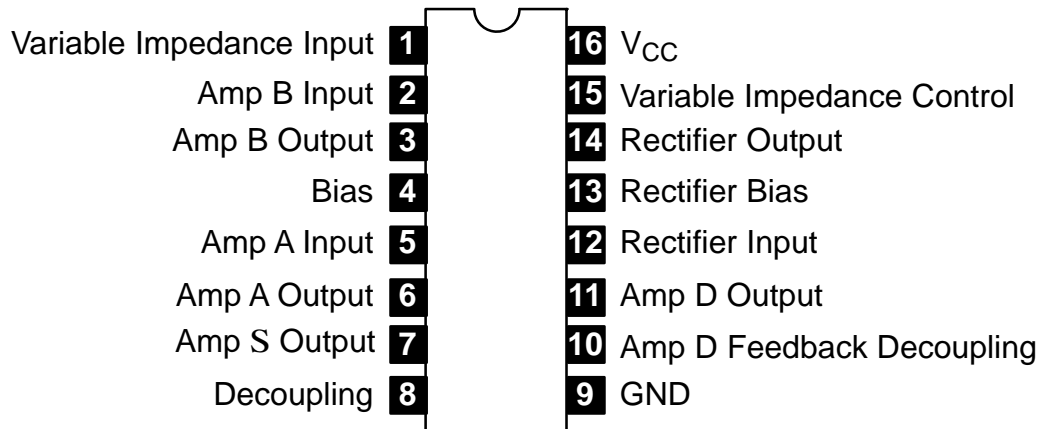 Variable Impedance Input 1 16 VCC
Amp B Input 2 15 Variable Impedance Control
Amp B Output 3 14 Rectifier Output
Bias 4 13 Rectifier Bias
Amp A Input 5 12 Rectifier Input
Amp A Output 6 11 Amp D Output
Amp S Output 7 10 Amp D Feedback Decoupling
Decoupling 8 9 GND